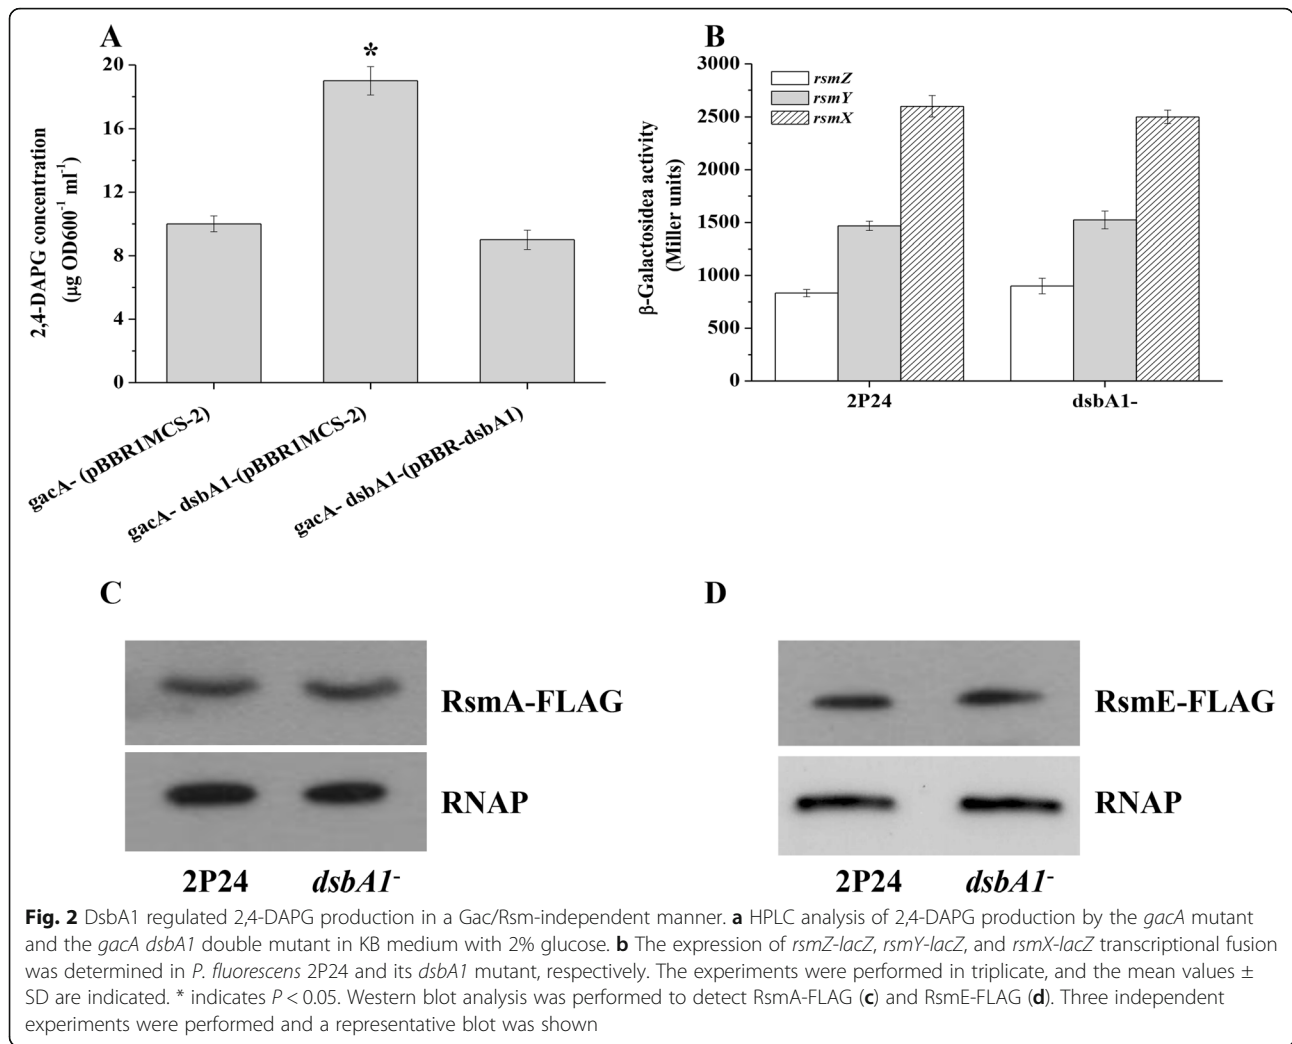 A
*
20
16
12
8
4
0
2,4-DAPG concentration
(µg OD600⁻¹ ml⁻¹)
gacA- (pBBR1MCS-2)
gacA- dsbA1-(pBBR1MCS-2)
gacA- dsbA1-(pBBR-dsbA1)
B
3000
2500
2000
1500
1000
500
0
β-Galactosidea activity
(Miller units)
rsmZ
rsmY
rsmX
2P24
dsbA1-
C
RsmA-FLAG
RNAP
2P24 dsbA1⁻
D
RsmE-FLAG
RNAP
2P24 dsbA1⁻
Fig. 2 DsbA1 regulated 2,4-DAPG production in a Gac/Rsm-independent manner. a HPLC analysis of 2,4-DAPG production by the gacA mutant
and the gacA dsbA1 double mutant in KB medium with 2% glucose. b The expression of rsmZ-lacZ, rsmY-lacZ, and rsmX-lacZ transcriptional fusion
was determined in P. fluorescens 2P24 and its dsbA1 mutant, respectively. The experiments were performed in triplicate, and the mean values ±
SD are indicated. * indicates P < 0.05. Western blot analysis was performed to detect RsmA-FLAG (c) and RsmE-FLAG (d). Three independent
experiments were performed and a representative blot was shown